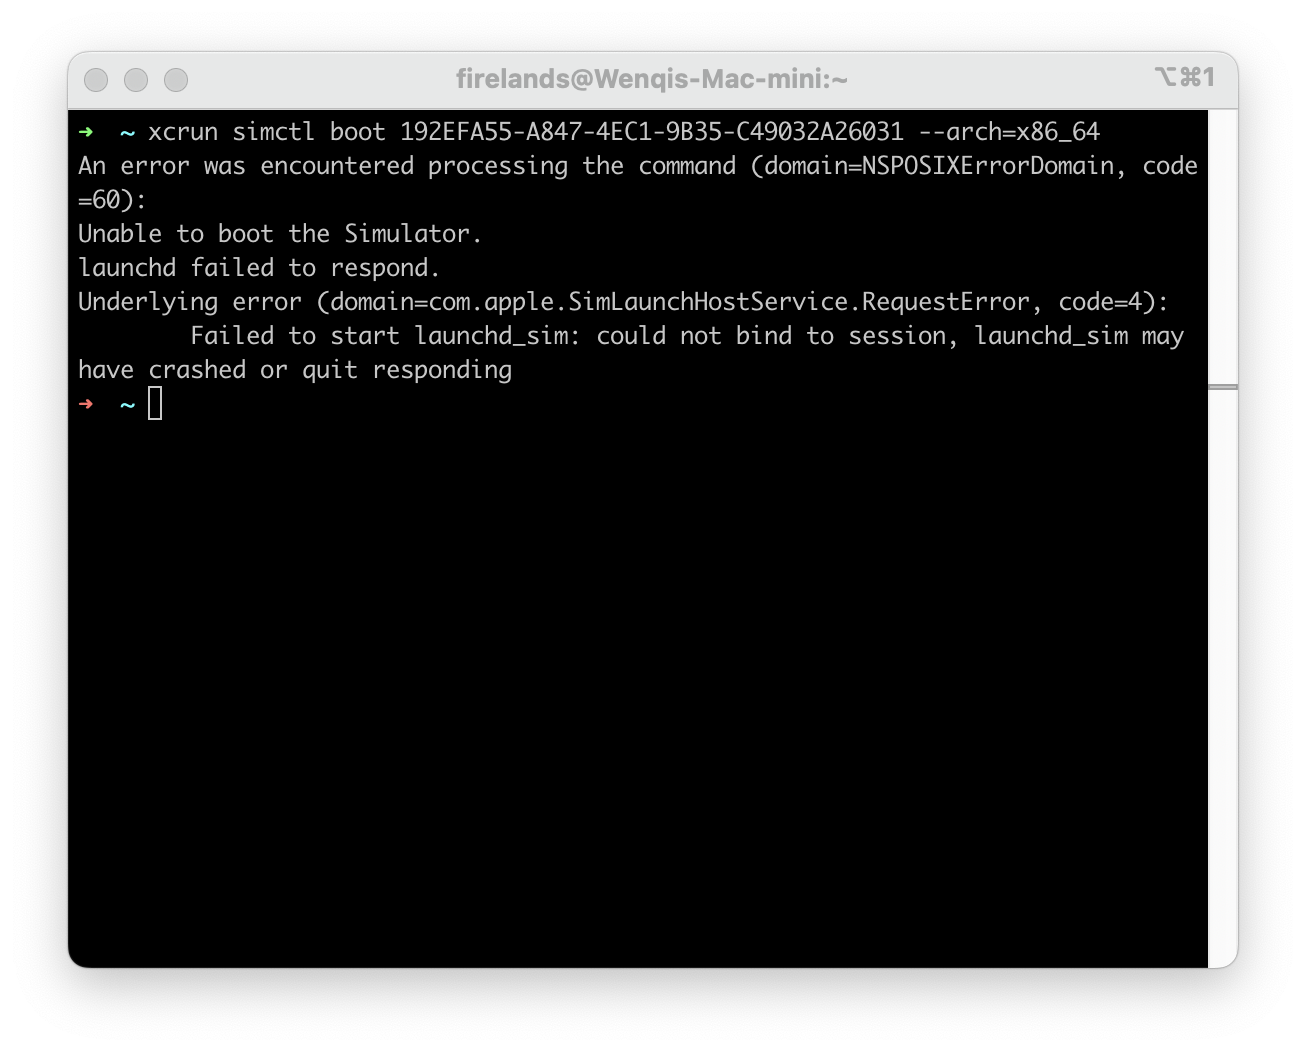 firelands@Wenqis-Mac-mini:~ ⌥⌘1
➜ ~ xcrun simctl boot 192EFA55-A847-4EC1-9B35-C49032A26031 --arch=x86_64
An error was encountered processing the command (domain=NSPOSIXErrorDomain, code
=60):
Unable to boot the Simulator.
launchd failed to respond.
Underlying error (domain=com.apple.SimLaunchHostService.RequestError, code=4):
        Failed to start launchd_sim: could not bind to session, launchd_sim may
have crashed or quit responding
➜ ~